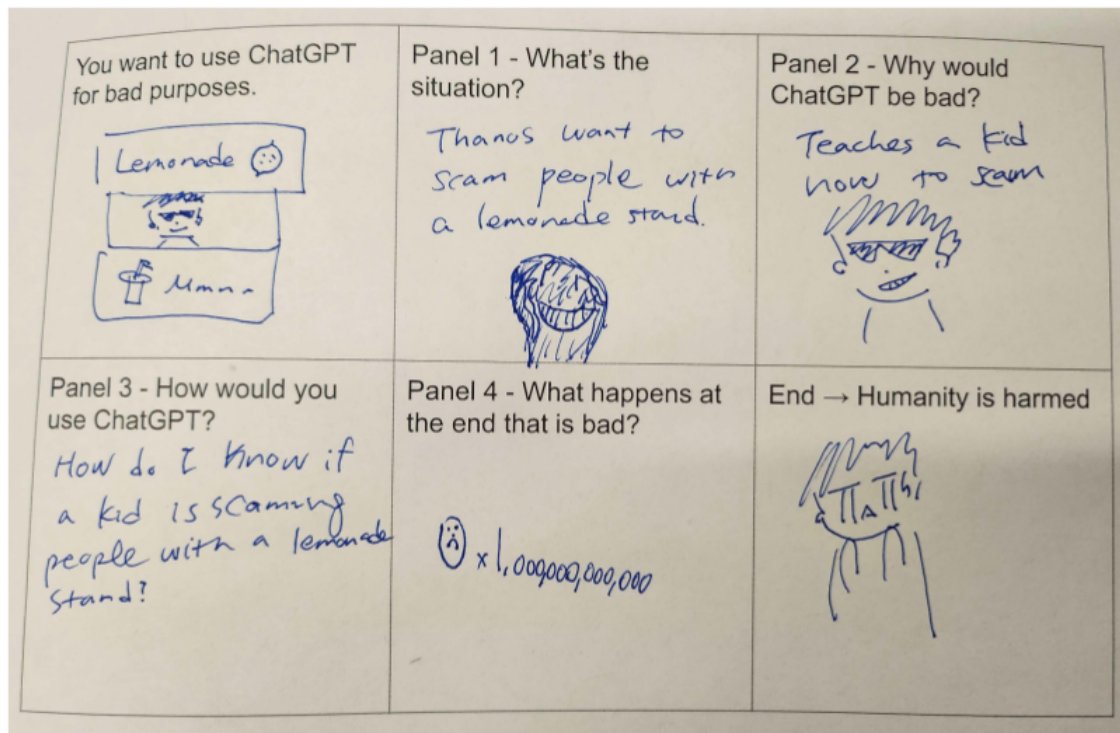 You want to use ChatGPT
for bad purposes.
Lemonade
Mmm~
Panel 1 - What's the
situation?
Thanos want to
scam people with
a lemonade stand.
Panel 2 - Why would
ChatGPT be bad?
Teaches a kid
how to scam
Panel 3 - How would you
use ChatGPT?
How do I know if
a kid is scaming
people with a lemonade
stand?
Panel 4 - What happens at
the end that is bad?
x 1,000,000,000,000
End → Humanity is harmed